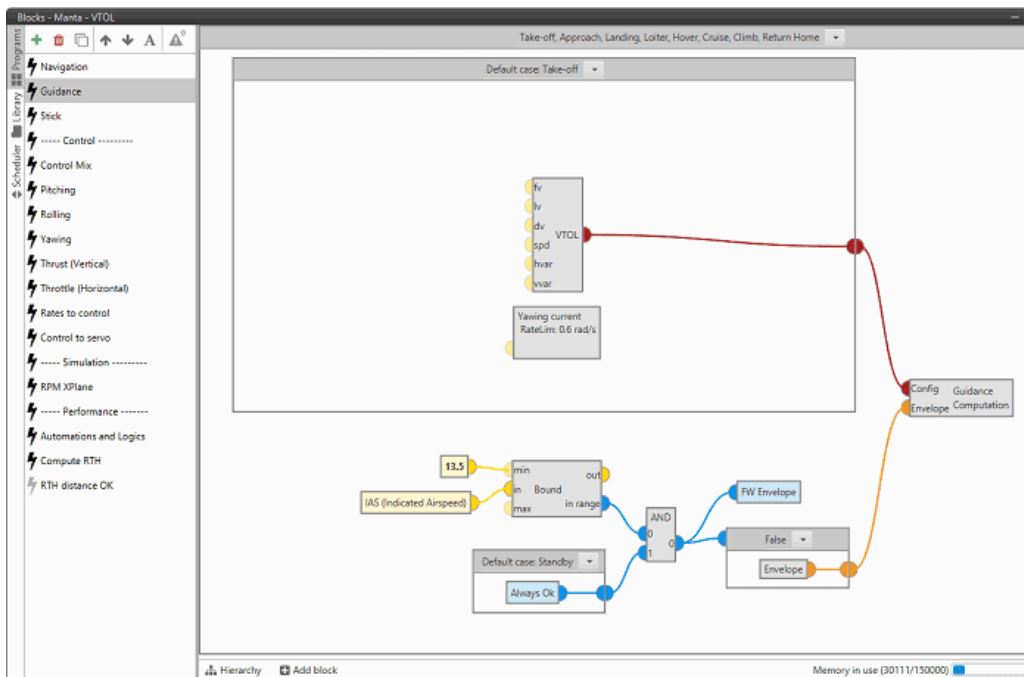 Blocks - Manta - VTOL
Programs
Library
Scheduler
A
0
Navigation
Guidance
Stick
----- Control ---------
Control Mix
Pitching
Rolling
Yawing
Thrust (Vertical)
Throttle (Horizontal)
Rates to control
Control to servo
----- Simulation ---------
RPM XPlane
----- Performance -------
Automations and Logics
Compute RTH
RTH distance OK
Take-off, Approach, Landing, Loiter, Hover, Cruise, Climb, Return Home
Default case: Take-off
fv
lv
dv
VTOL
spd
hvar
vvar
Yawing current
RateLim: 0.6 rad/s
Config
Envelope
Guidance
Computation
13.5
IAS (Indicated Airspeed)
min
in
max
Bound
out
in range
AND
0
1
0
FW Envelope
False
Envelope
Default case: Standby
Always Ok
Hierarchy
Add block
Memory in use (30111/150000)